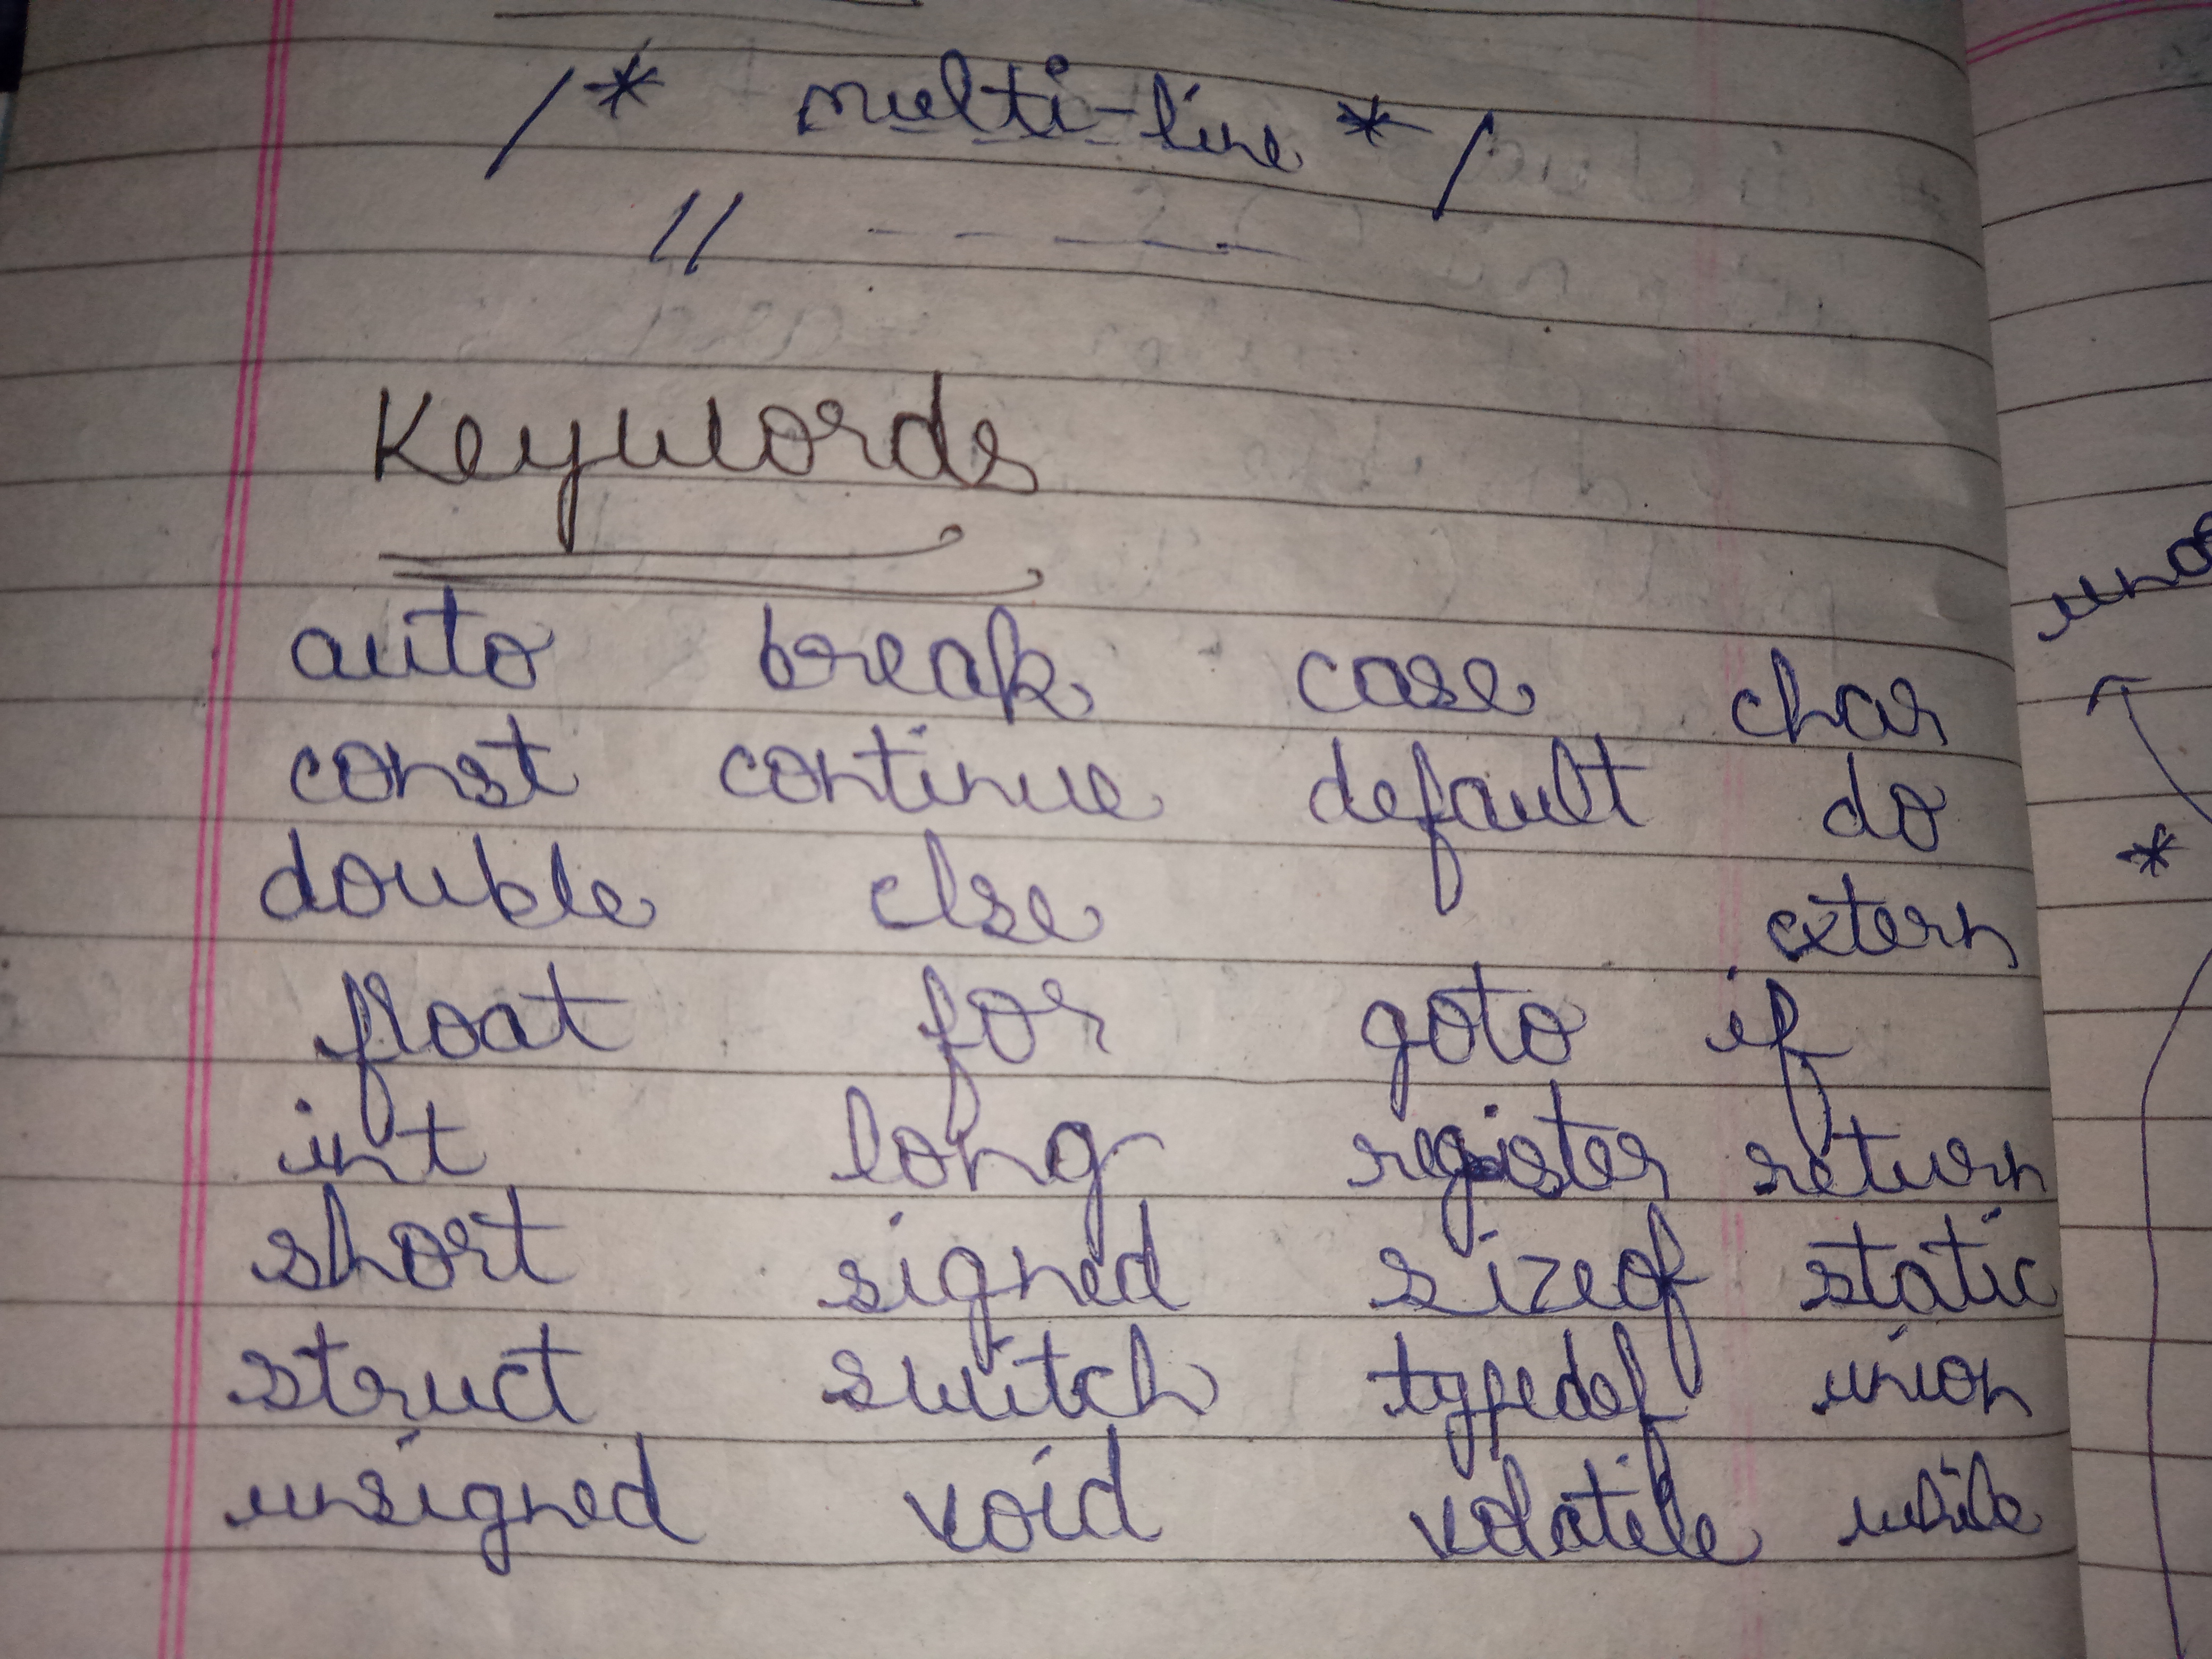 /* multi-line */
// - - - - -
Keywords
auto break case char
const continue default do
double else extern
float for goto if
int long register return
short signed sizeof static
struct switch typedef union
unsigned void volatile while
*